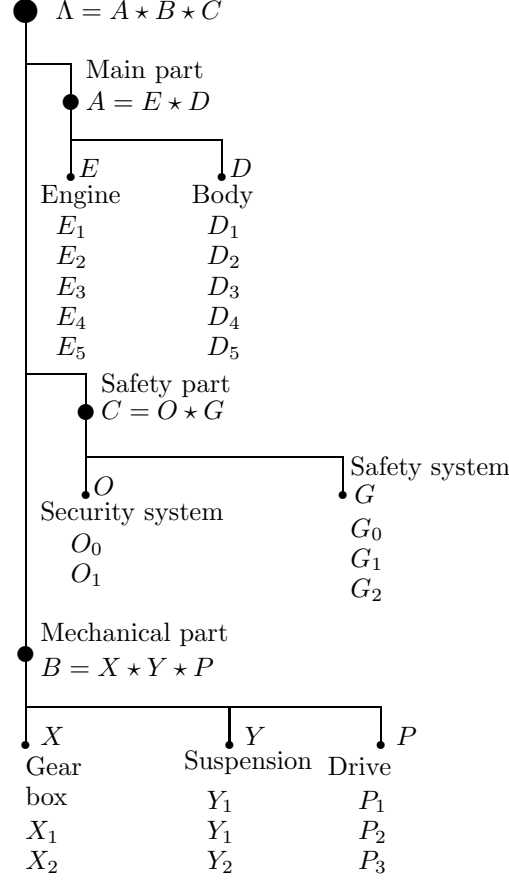 Λ = A ⋆ B ⋆ C
Main part
A = E ⋆ D
E D
Engine Body
E₁ D₁
E₂ D₂
E₃ D₃
E₄ D₄
E₅ D₅
Safety part
C = O ⋆ G
Safety system
O G
Security system
G₀
O₀
G₁
O₁
G₂
Mechanical part
B = X ⋆ Y ⋆ P
X Y P
Gear Suspension Drive
box Y₁ P₁
X₁ Y₁ P₂
X₂ Y₂ P₃